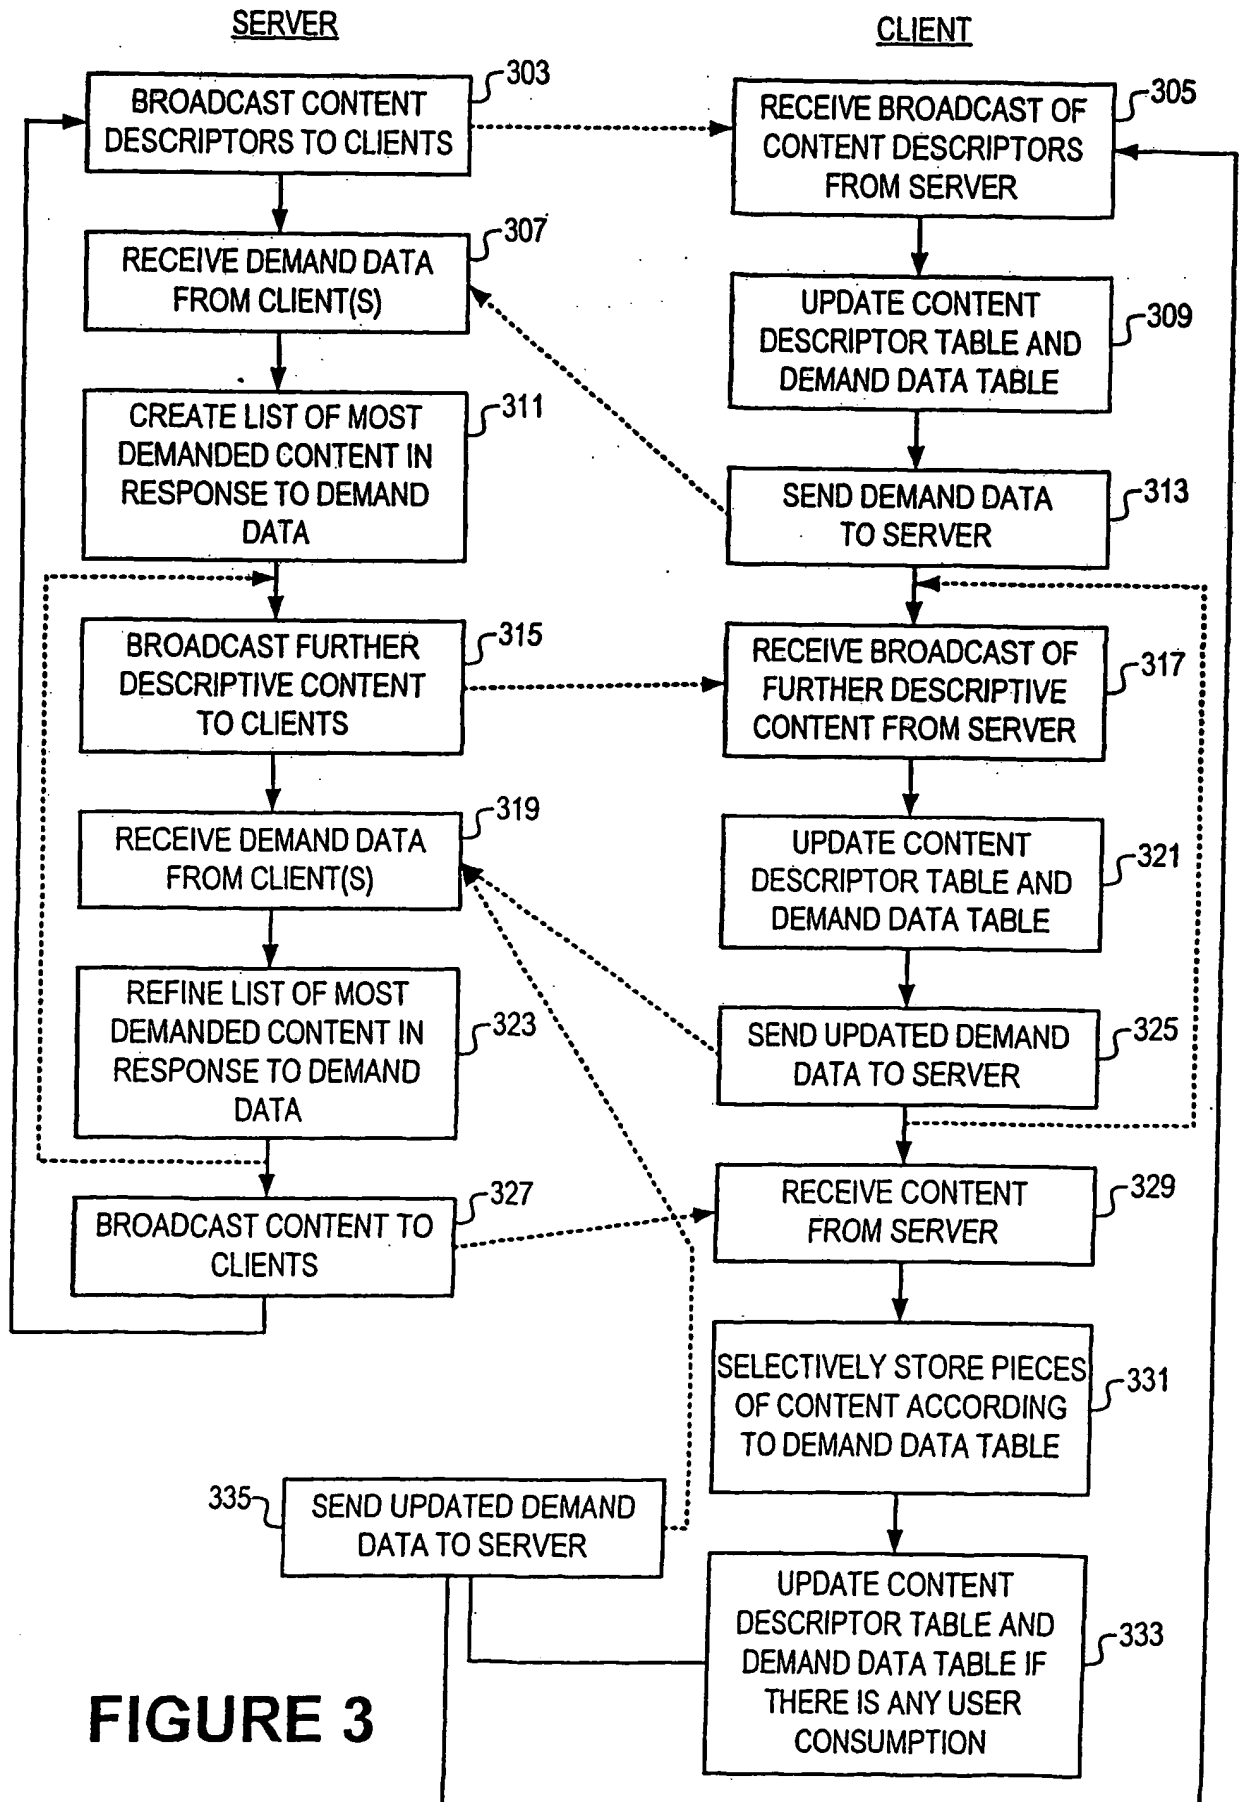 SERVER
CLIENT
303
BROADCAST CONTENT
DESCRIPTORS TO CLIENTS
305
RECEIVE BROADCAST OF
CONTENT DESCRIPTORS
FROM SERVER
307
RECEIVE DEMAND DATA
FROM CLIENT(S)
309
UPDATE CONTENT
DESCRIPTOR TABLE AND
DEMAND DATA TABLE
311
CREATE LIST OF MOST
DEMANDED CONTENT IN
RESPONSE TO DEMAND
DATA
313
SEND DEMAND DATA
TO SERVER
315
BROADCAST FURTHER
DESCRIPTIVE CONTENT
TO CLIENTS
317
RECEIVE BROADCAST OF
FURTHER DESCRIPTIVE
CONTENT FROM SERVER
319
RECEIVE DEMAND DATA
FROM CLIENT(S)
321
UPDATE CONTENT
DESCRIPTOR TABLE AND
DEMAND DATA TABLE
323
REFINE LIST OF MOST
DEMANDED CONTENT IN
RESPONSE TO DEMAND
DATA
325
SEND UPDATED DEMAND
DATA TO SERVER
327
BROADCAST CONTENT TO
CLIENTS
329
RECEIVE CONTENT
FROM SERVER
331
SELECTIVELY STORE PIECES
OF CONTENT ACCORDING
TO DEMAND DATA TABLE
335
SEND UPDATED DEMAND
DATA TO SERVER
333
UPDATE CONTENT
DESCRIPTOR TABLE AND
DEMAND DATA TABLE IF
THERE IS ANY USER
CONSUMPTION
FIGURE 3